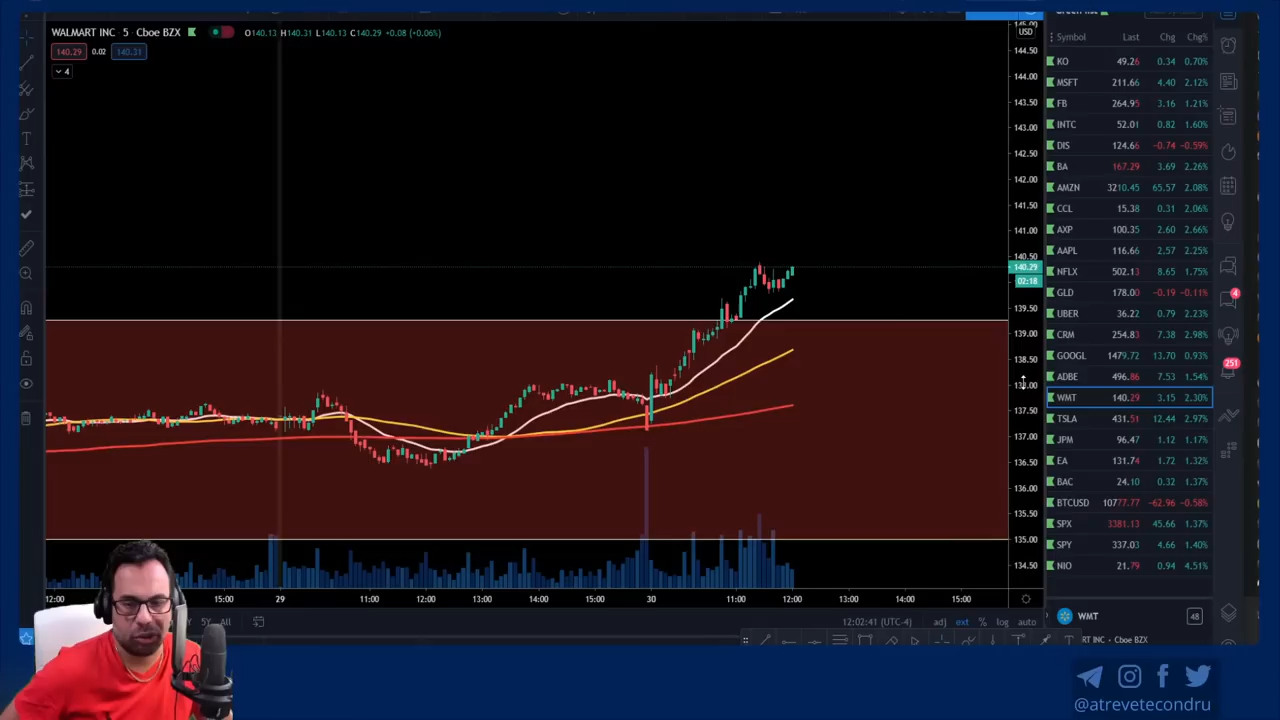 WALMART INC 5 Cboe BZX O140.13 H140.31 L140.13 C140.29 +0.08 (+0.06%)
140.29 0.02 140.31
4
USD
144.50
144.00
143.50
143.00
142.50
142.00
141.50
141.00
140.50
140.29
02:18
139.50
139.00
138.50
138.00
137.50
137.00
136.50
136.00
135.50
135.00
134.50
12:00 15:00 29 11:00 12:00 13:00 14:00 15:00 30 11:00 12:00 13:00 14:00 15:00
5Y All 12:02:41 (UTC-4) adj ext % log auto
Symbol Last Chg Chg%
KO 49.26 0.34 0.70%
MSFT 211.66 4.40 2.12%
FB 264.95 3.16 1.21%
INTC 52.01 0.82 1.60%
DIS 124.66 -0.74 -0.59%
BA 167.29 3.69 2.26%
AMZN 3210.45 65.57 2.08%
CCL 15.38 0.31 2.06%
AXP 100.35 2.60 2.66%
AAPL 116.66 2.57 2.25%
NFLX 502.13 8.65 1.75%
GLD 178.00 -0.19 -0.11%
UBER 36.22 0.79 2.23%
CRM 254.83 7.38 2.98%
GOOGL 1479.72 13.70 0.93%
ADBE 496.86 7.53 1.54%
WMT 140.29 3.15 2.30%
TSLA 431.51 12.44 2.97%
JPM 96.47 1.12 1.17%
EA 131.74 1.72 1.32%
BAC 24.10 0.32 1.37%
BTCUSD 10777.77 -62.96 -0.58%
SPX 3381.13 45.66 1.37%
SPY 337.03 4.66 1.40%
NIO 21.79 0.94 4.51%
WMT 48
RT INC • Cboe BZX
4
251
@atrevetecondru